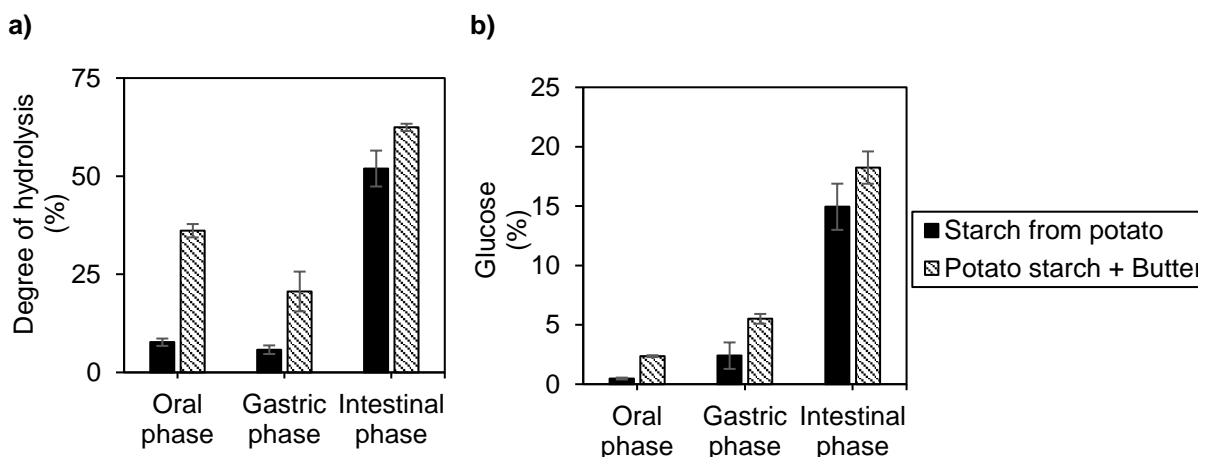 a)
75
50
25
0
Degree of hydrolysis
(%)
Oral
phase
Gastric
phase
Intestinal
phase
b)
25
20
15
10
5
0
Glucose
(%)
Oral
phase
Gastric
phase
Intestinal
phase
Starch from potato
Potato starch + Butter